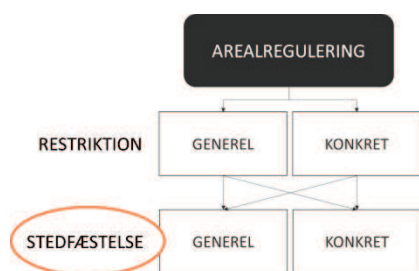 AREALREGULERING
RESTRIKTION GENEREL KONKRET
STEDFÆSTELSE GENEREL KONKRET